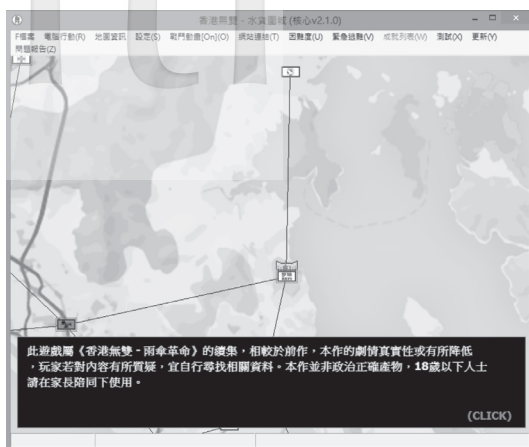 香港無雙 - 水貨圍城 (核心v2.1.0)
F檔案 電腦行動(R) 地圖資訊 設定(S) 戰鬥動畫[On](O) 網站連結(T) 困難度(U) 緊急逃難(V) 成就列表(W) 測試(X) 更新(Y)
問題報告(Z)
此遊戲屬《香港無雙 - 雨傘革命》的續集，相較於前作，本作的劇情真實性或有所降低
，玩家若對內容有所質疑，宜自行尋找相關資料。本作並非政治正確產物，18歲以下人士
請在家長陪同下使用。
(CLICK)